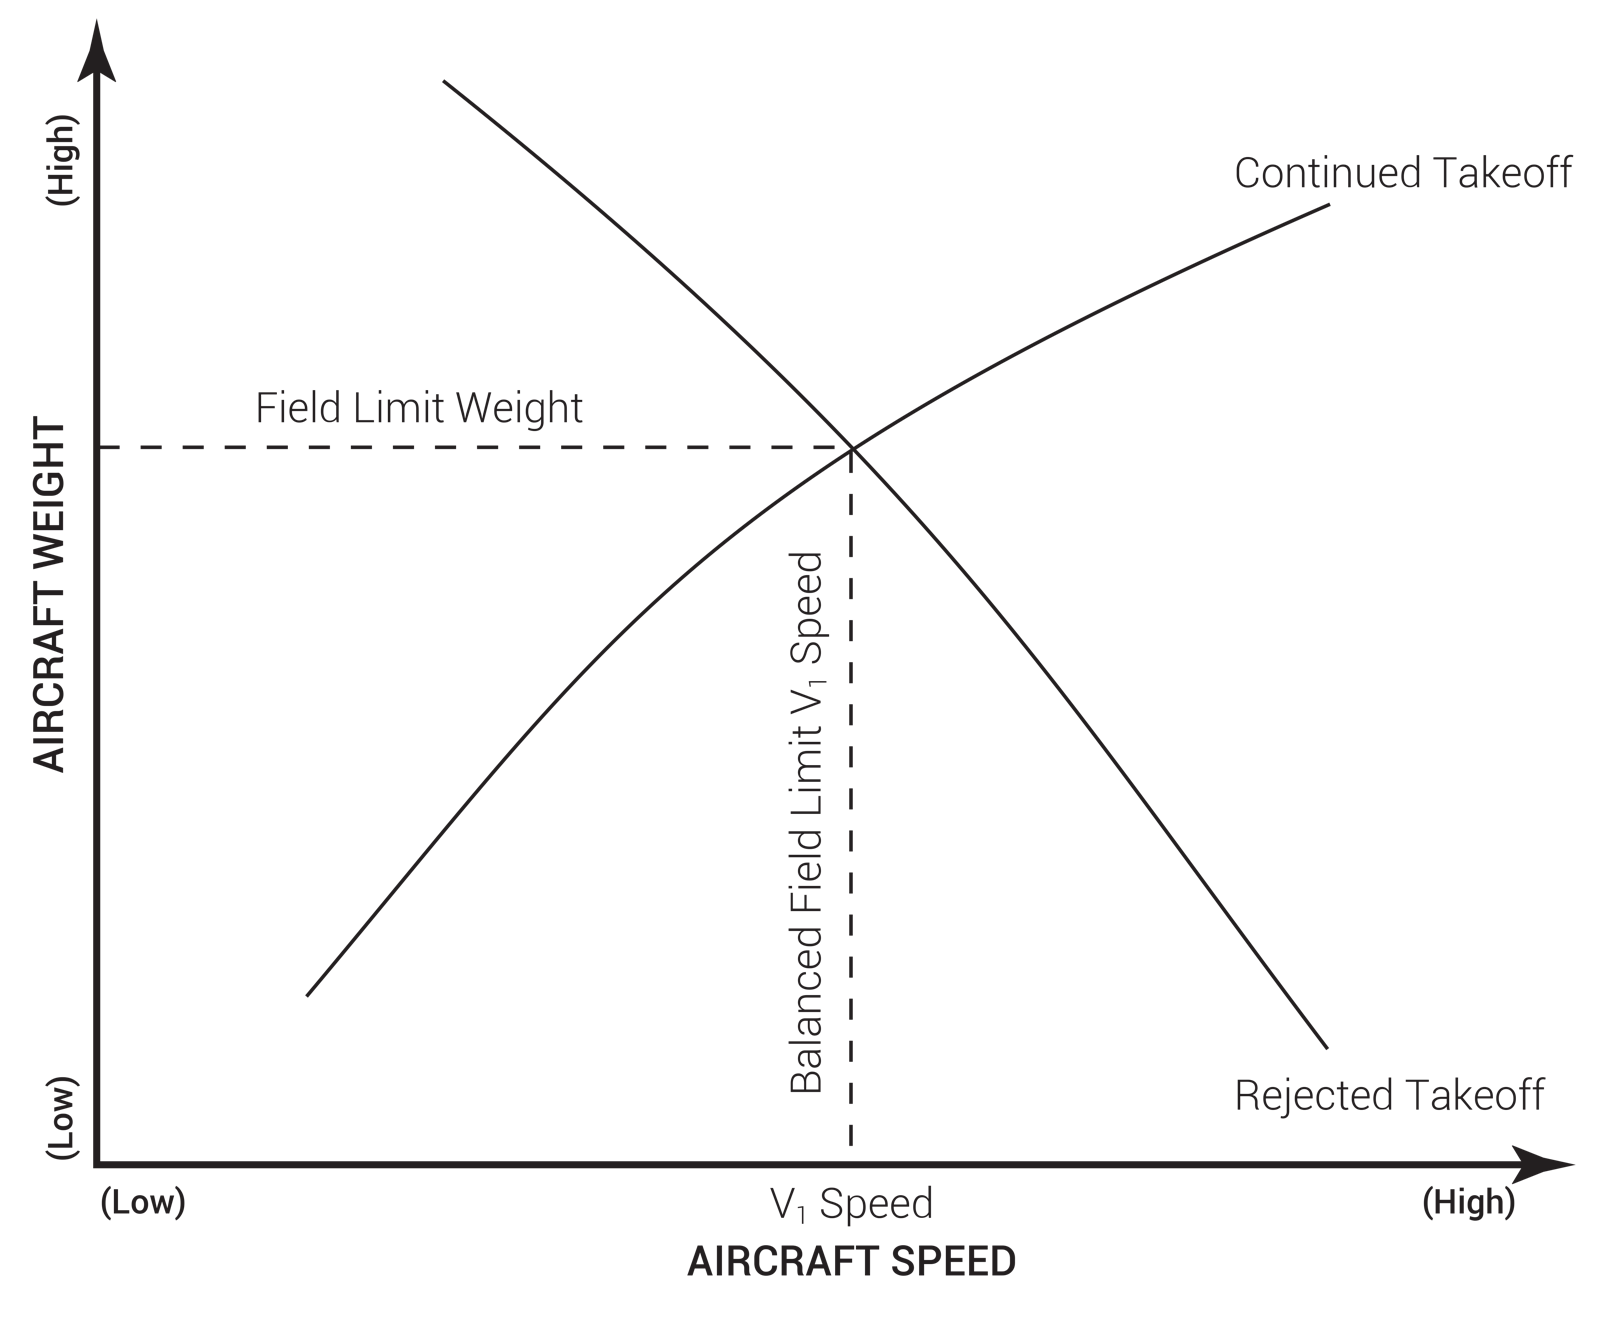 (High)
Continued Takeoff
Field Limit Weight
AIRCRAFT WEIGHT
Balanced Field Limit V₁ Speed
Rejected Takeoff
(Low)
(Low)
V₁ Speed
(High)
AIRCRAFT SPEED